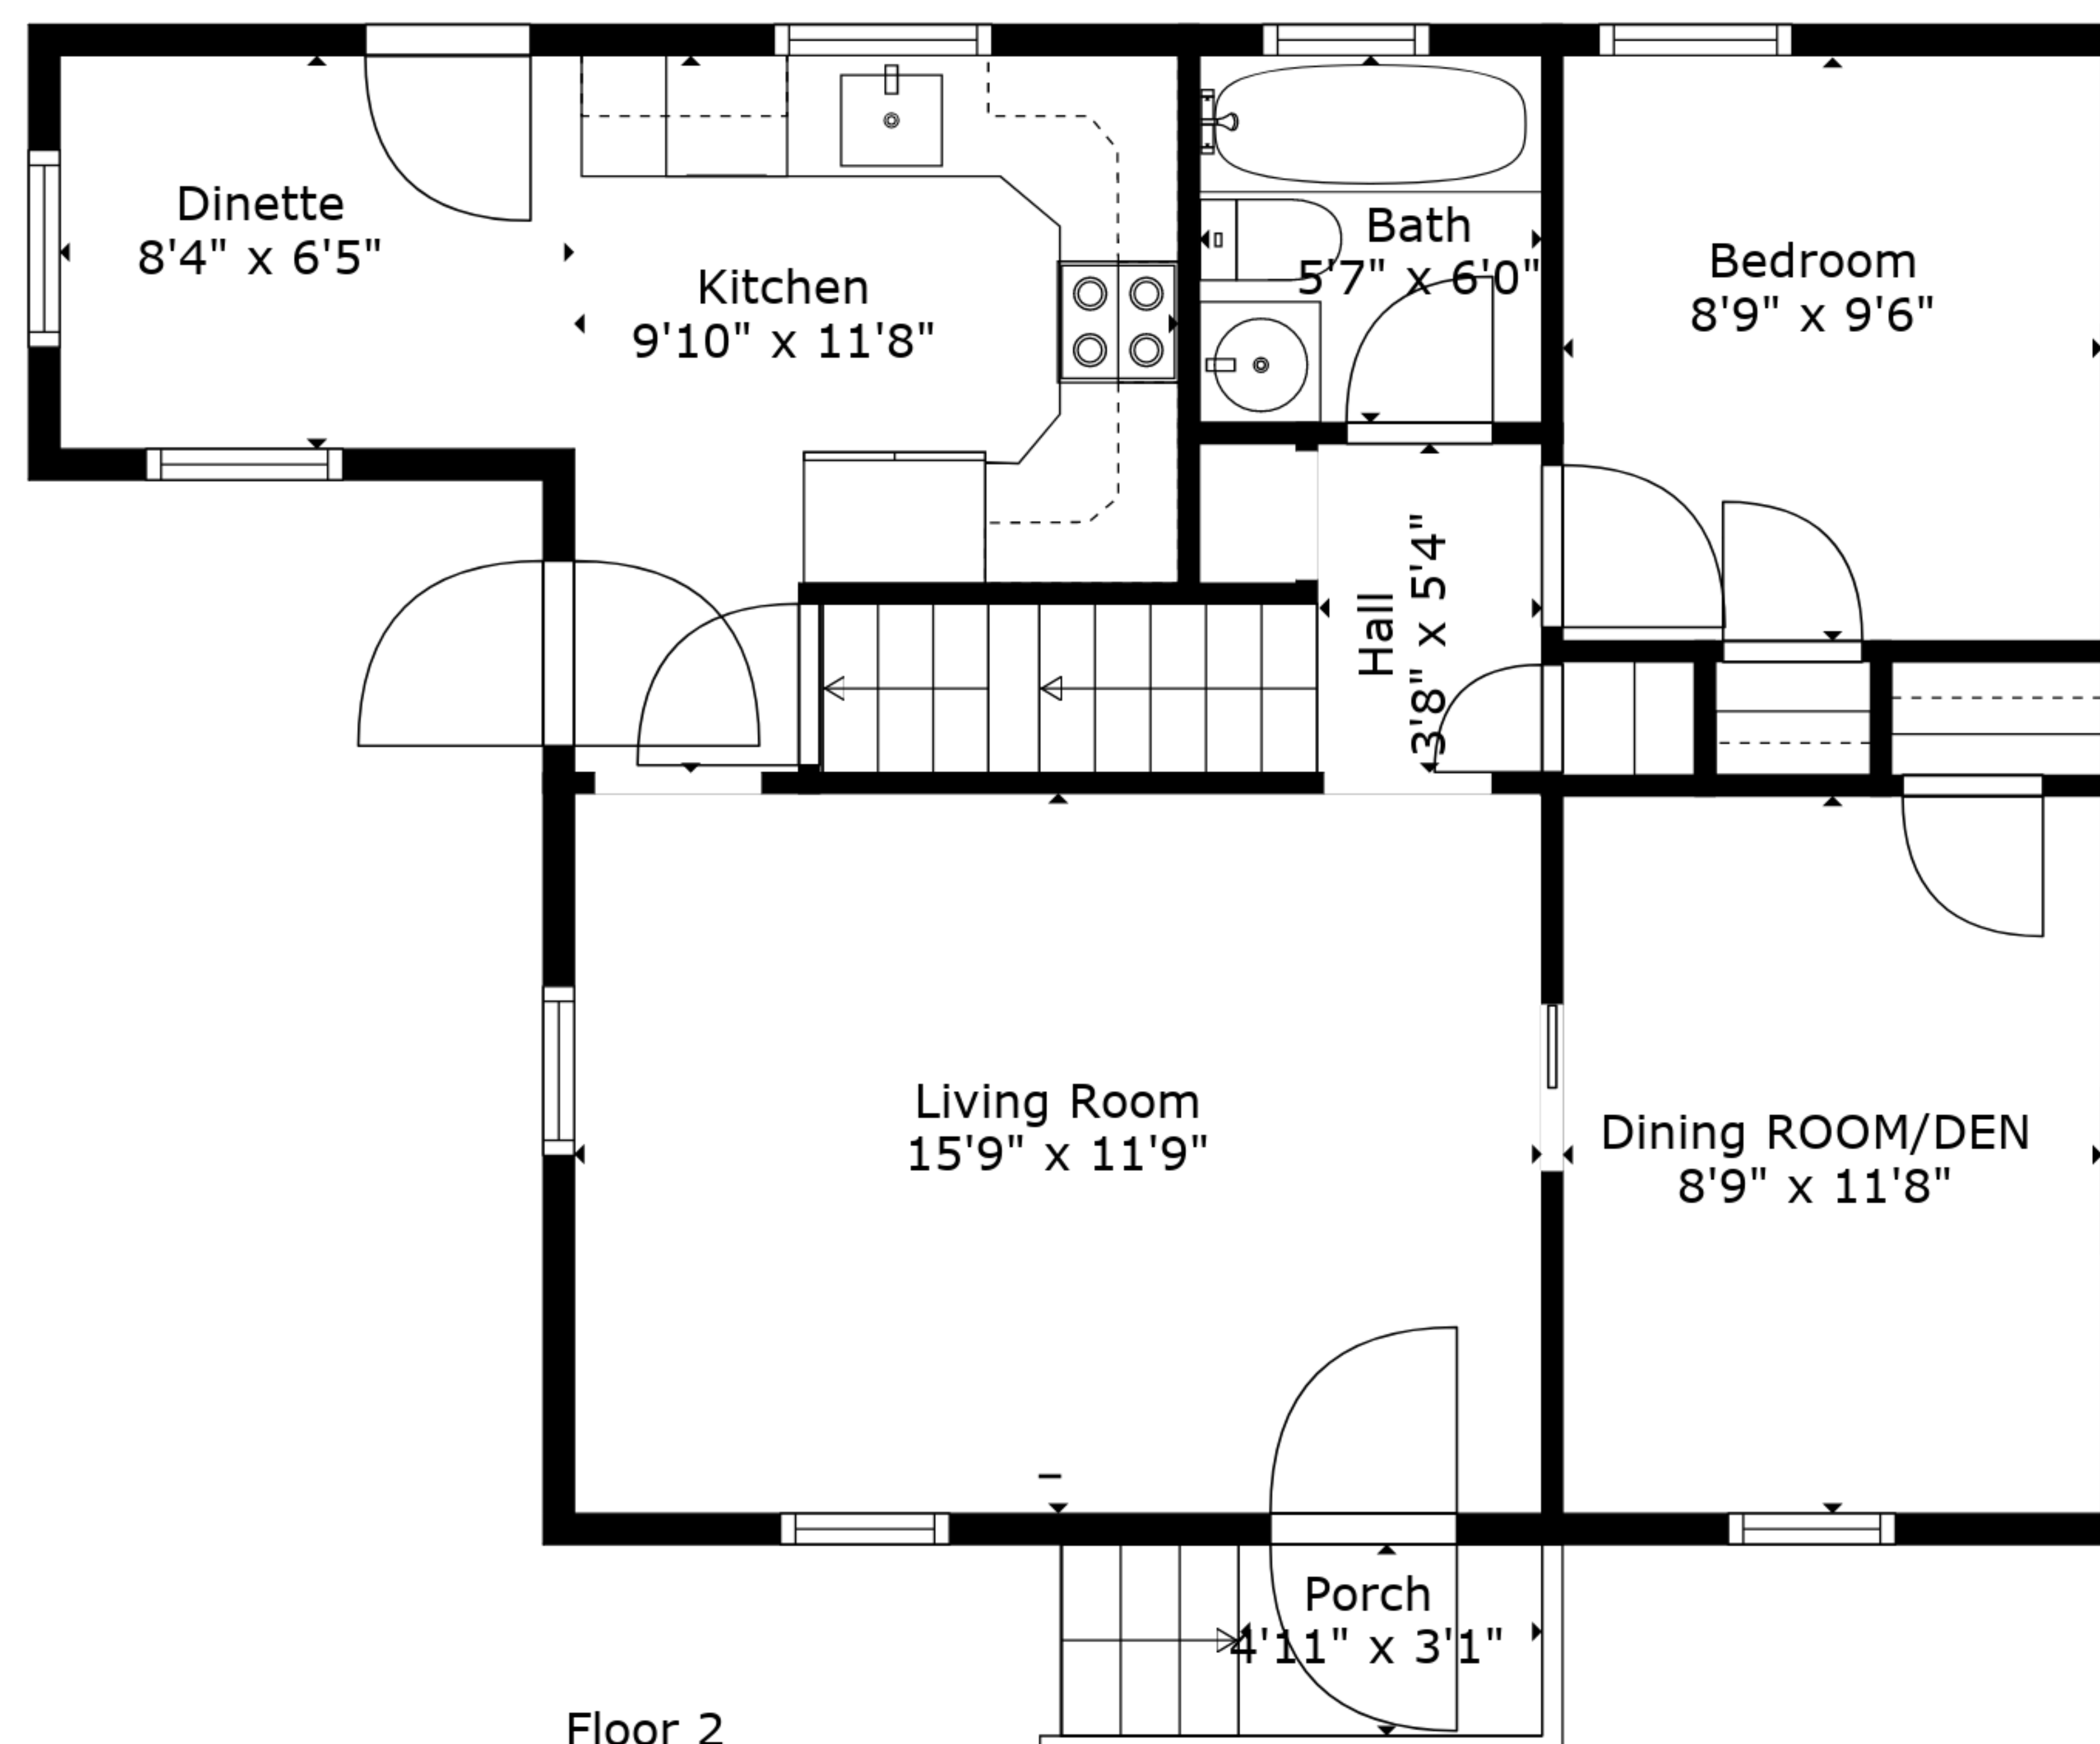 Dinette
8'4" x 6'5"
Kitchen
9'10" x 11'8"
Bath
5'7" x 6'0"
Bedroom
8'9" x 9'6"
Hall
3'8" x 5'4"
Living Room
15'9" x 11'9"
Dining ROOM/DEN
8'9" x 11'8"
Porch
4'11" x 3'1"
Floor 2